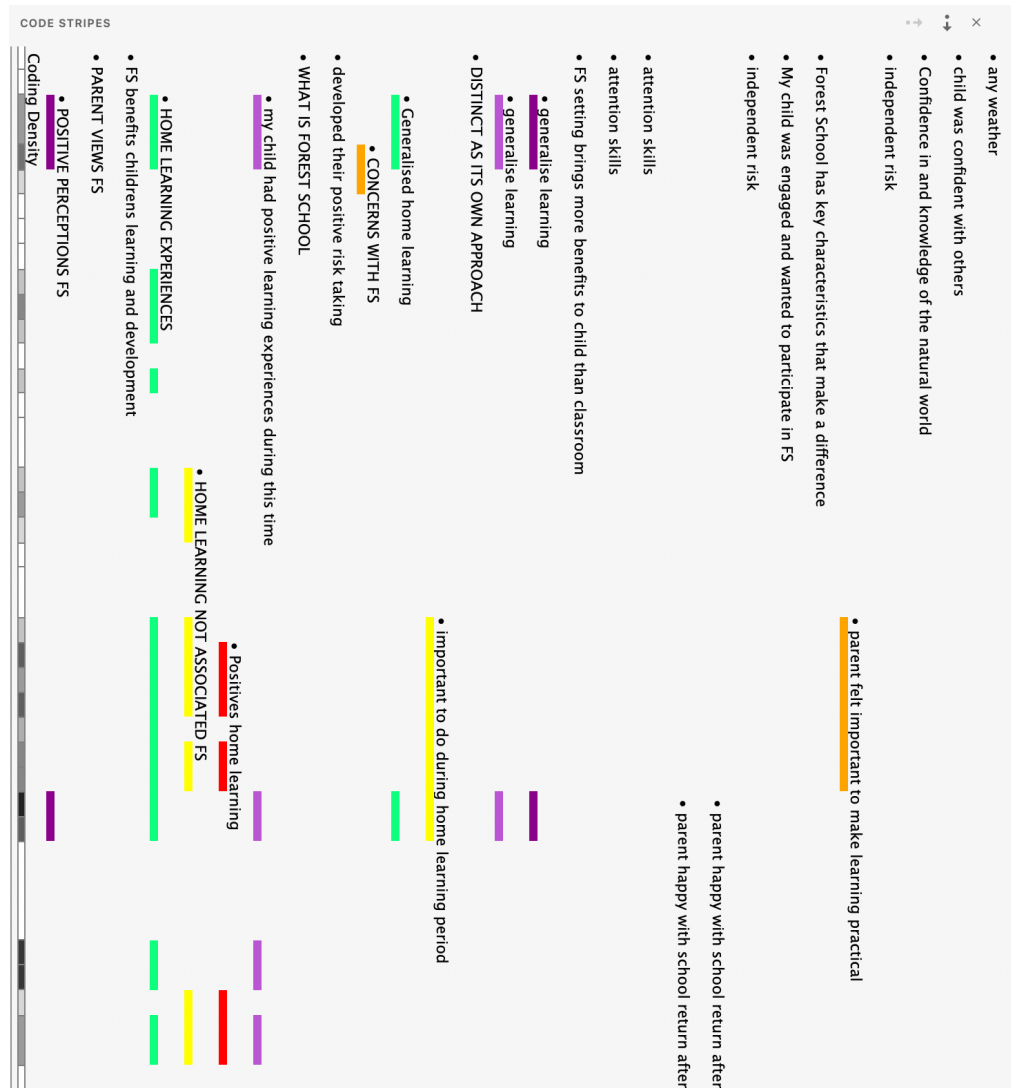 CODE STRIPES
Coding Density
• POSITIVE PERCEPTIONS FS
• PARENT VIEWS FS
• FS benefits childrens learning and development
• HOME LEARNING EXPERIENCES
• HOME LEARNING NOT ASSOCIATED FS
• Positives home learning
• my child had positive learning experiences during this time
• WHAT IS FOREST SCHOOL
• developed their positive risk taking
• CONCERNS WITH FS
• Generalised home learning
• important to do during home learning period
• DISTINCT AS ITS OWN APPROACH
• generalise learning
• generalise learning
• FS setting brings more benefits to child than classroom
• attention skills
• attention skills
• parent happy with school return after
• parent happy with school return after
• independent risk
• My child was engaged and wanted to participate in FS
• Forest School has key characteristics that make a difference
• parent felt important to make learning practical
• independent risk
• Confidence in and knowledge of the natural world
• child was confident with others
• any weather